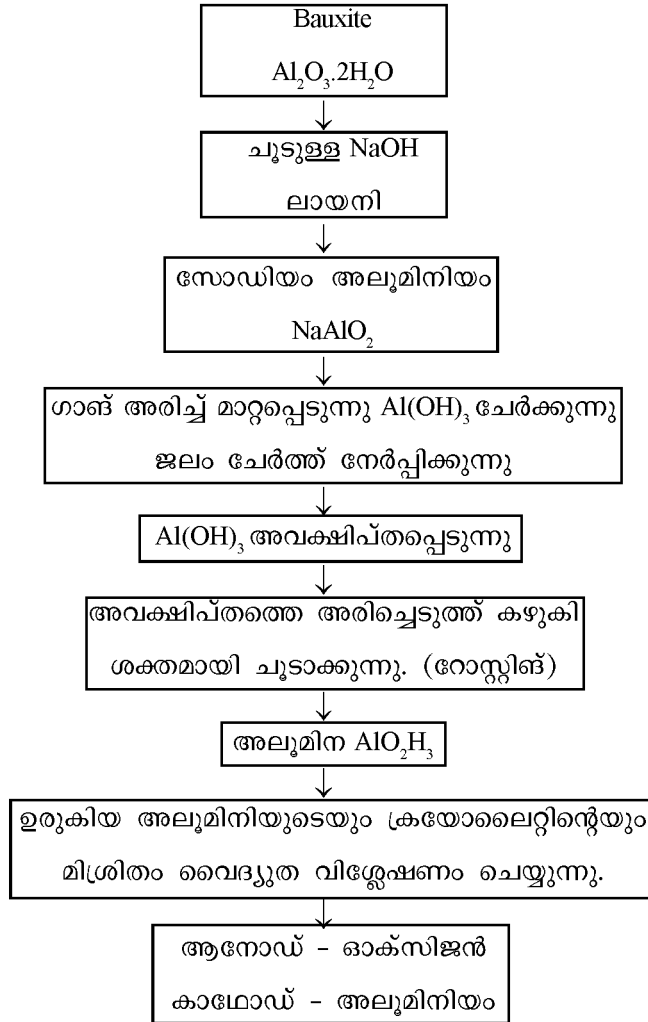 Bauxite
Al₂O₃.2H₂O
ചൂടുള്ള NaOH
ലായനി
സോഡിയം അലൂമിനിയം
NaAlO₂
ഗാങ് അരിച്ച് മാറ്റപ്പെടുന്നു Al(OH)₃ ചേർക്കുന്നു
ജലം ചേർത്ത് നേർപ്പിക്കുന്നു
Al(OH)₃ അവക്ഷിപ്തപ്പെടുന്നു
അവക്ഷിപ്തത്തെ അരിച്ചെടുത്ത് കഴുകി
ശക്തമായി ചൂടാക്കുന്നു. (റോസ്റ്റിങ്)
അലൂമിന AlO₂H₃
ഉരുകിയ അലൂമിനിയുടെയും ക്രയോലൈറ്റിന്റെയും
മിശ്രിതം വൈദ്യുത വിശ്ലേഷണം ചെയ്യുന്നു.
ആനോഡ് - ഓക്സിജൻ
കാഥോഡ് - അലൂമിനിയം